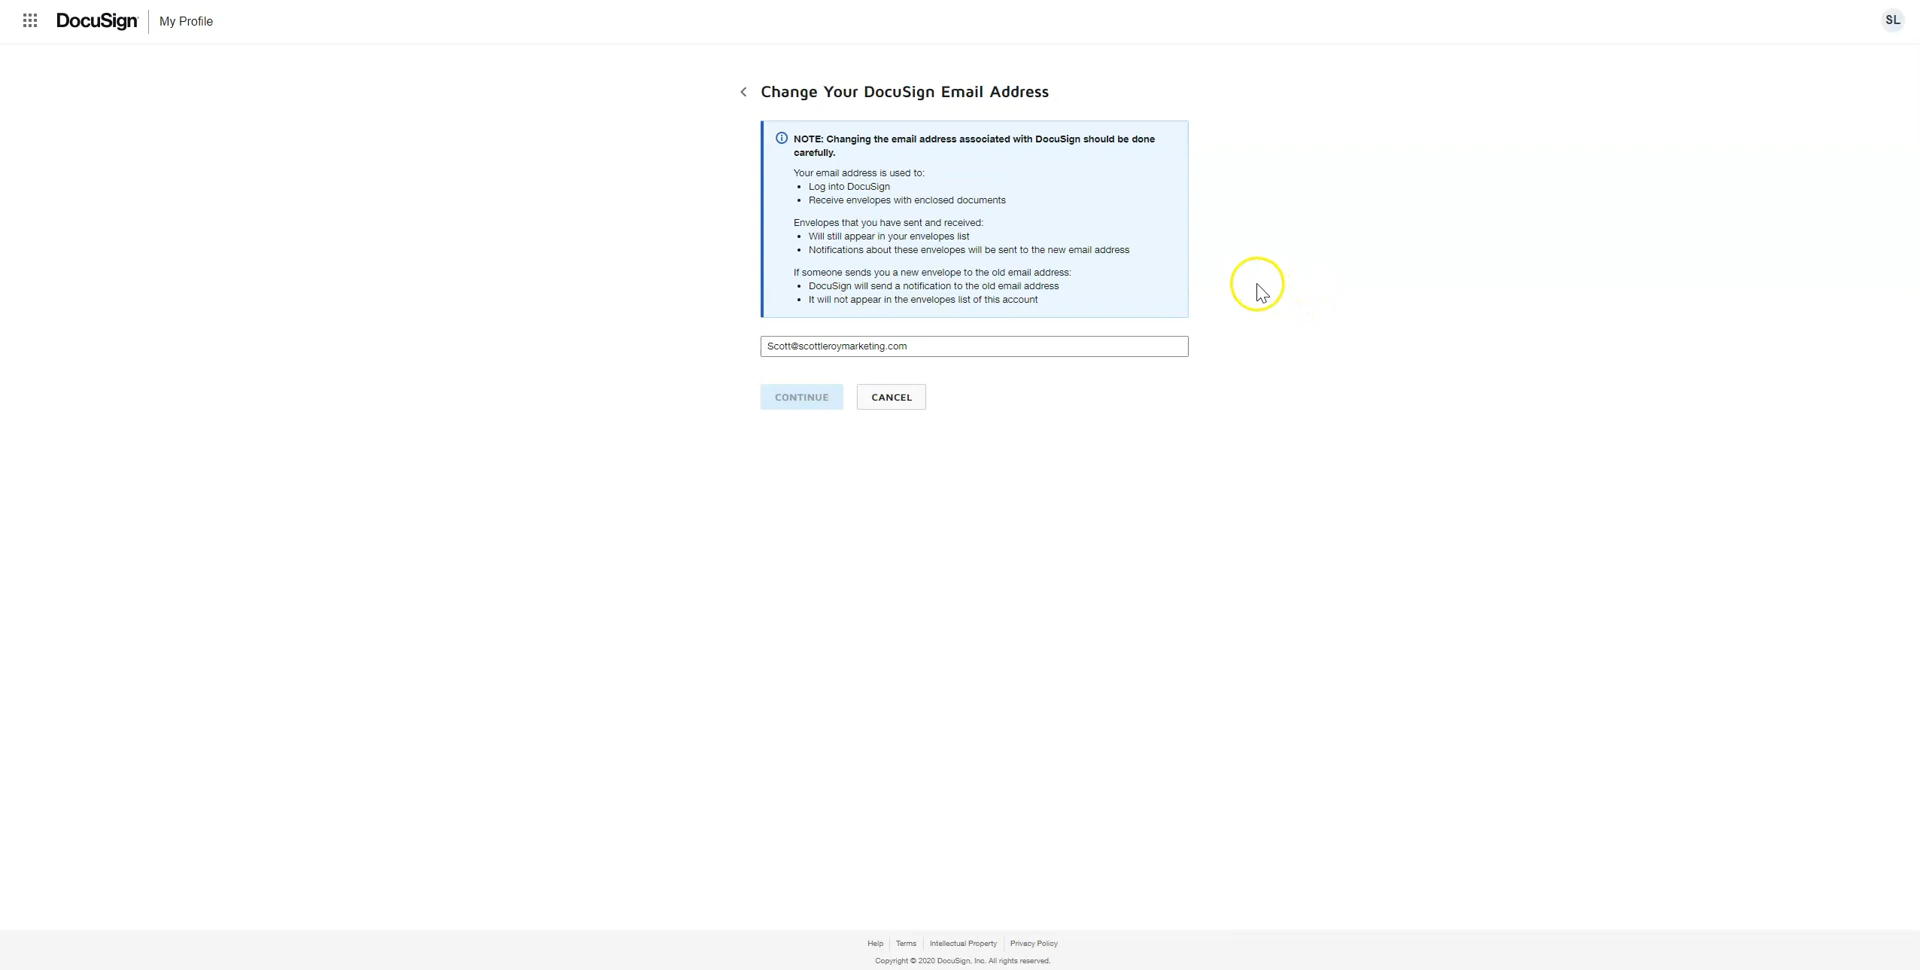 DocuSign My Profile SL
Change Your DocuSign Email Address
NOTE: Changing the email address associated with DocuSign should be done
carefully.
Your email address is used to:
• Log into DocuSign
• Receive envelopes with enclosed documents
Envelopes that you have sent and received:
• Will still appear in your envelopes list
• Notifications about these envelopes will be sent to the new email address
If someone sends you a new envelope to the old email address:
• DocuSign will send a notification to the old email address
• It will not appear in the envelopes list of this account
Scott@scottleroymarketing.com
CONTINUE CANCEL
Help Terms Intellectual Property Privacy Policy
Copyright © 2020 DocuSign, Inc. All rights reserved.